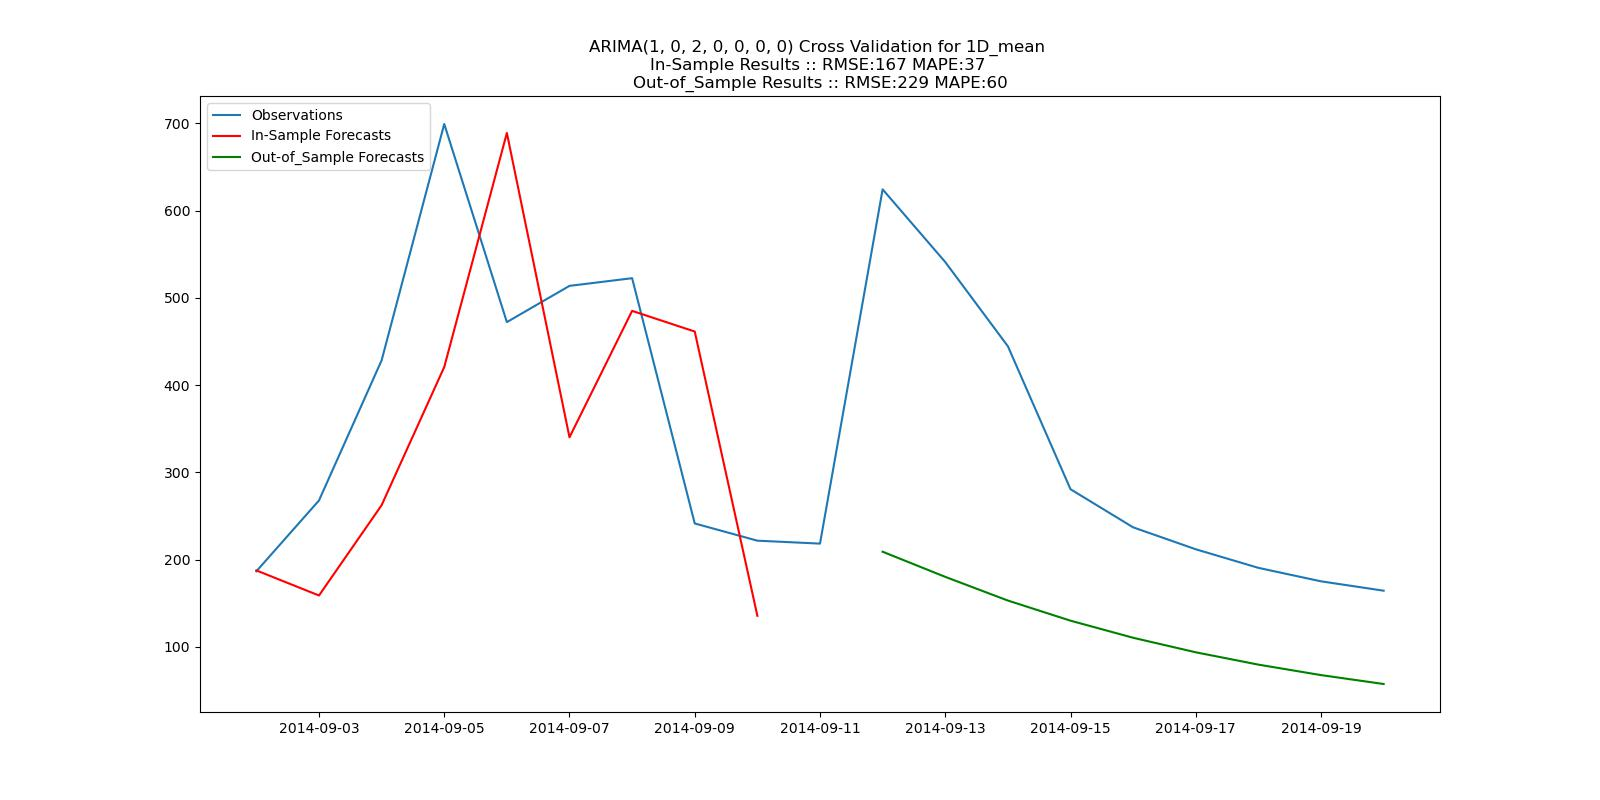 ARIMA(1, 0, 2, 0, 0, 0, 0) Cross Validation for 1D_mean
In-Sample Results :: RMSE:167 MAPE:37
Out-of_Sample Results :: RMSE:229 MAPE:60
Observations
In-Sample Forecasts
Out-of_Sample Forecasts
700
600
500
400
300
200
100
2014-09-03 2014-09-05 2014-09-07 2014-09-09 2014-09-11 2014-09-13 2014-09-15 2014-09-17 2014-09-19